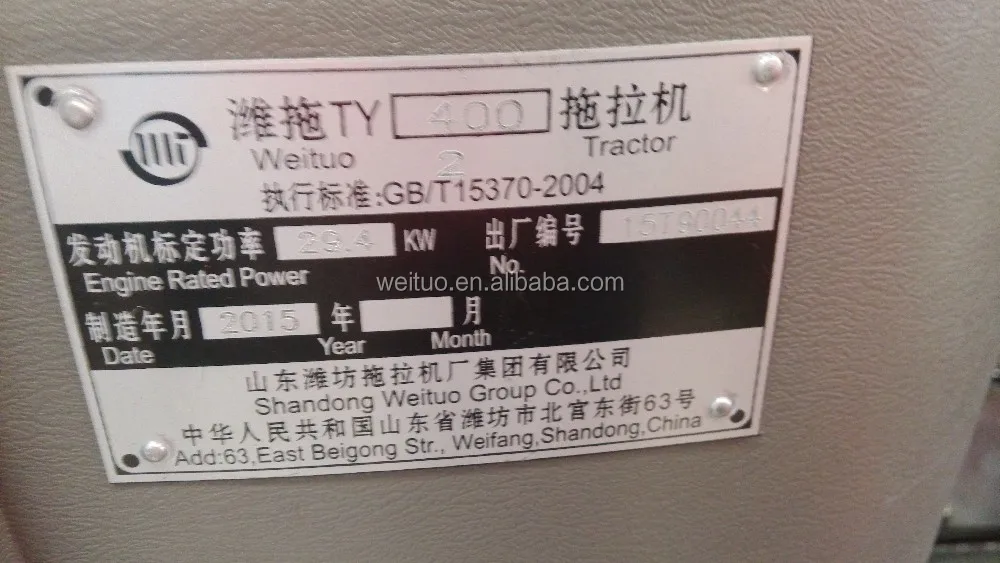 潍拖TY 400 拖拉机
Weituo 2 Tractor
执行标准:GB/T15370-2004
发动机标定功率 29.4 KW 出厂编号 15790044
Engine Rated Power No.
weituo.en.alibaba.com
制造年月 2015 年 月
Date Year Month
山东潍坊拖拉机厂集团有限公司
Shandong Weituo Group Co.,Ltd
中华人民共和国山东省潍坊市北宫东街63号
Add:63,East Beigong Str., Weifang,Shandong,China